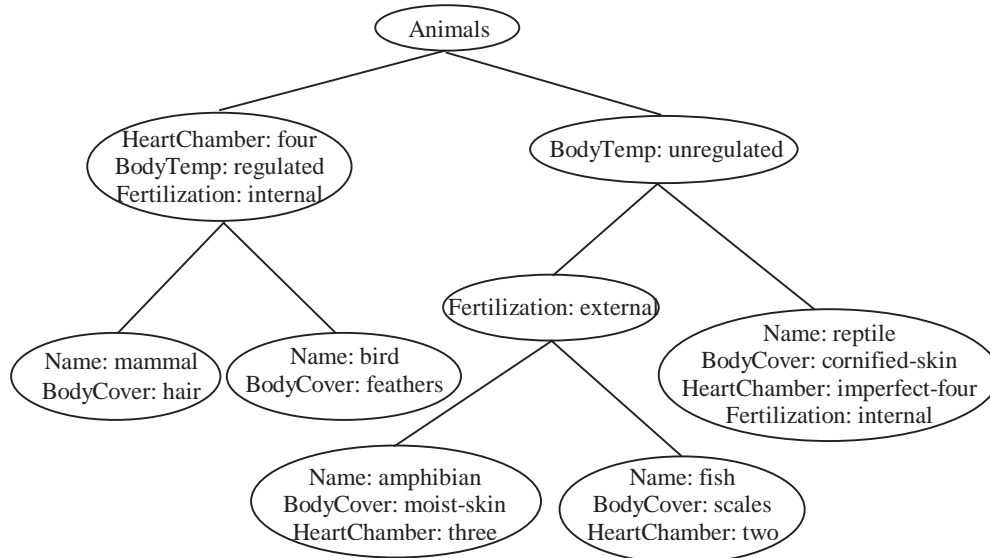 Animals
HeartChamber: four
BodyTemp: regulated
Fertilization: internal
BodyTemp: unregulated
Fertilization: external
Name: mammal
BodyCover: hair
Name: bird
BodyCover: feathers
Name: reptile
BodyCover: cornified-skin
HeartChamber: imperfect-four
Fertilization: internal
Name: amphibian
BodyCover: moist-skin
HeartChamber: three
Name: fish
BodyCover: scales
HeartChamber: two